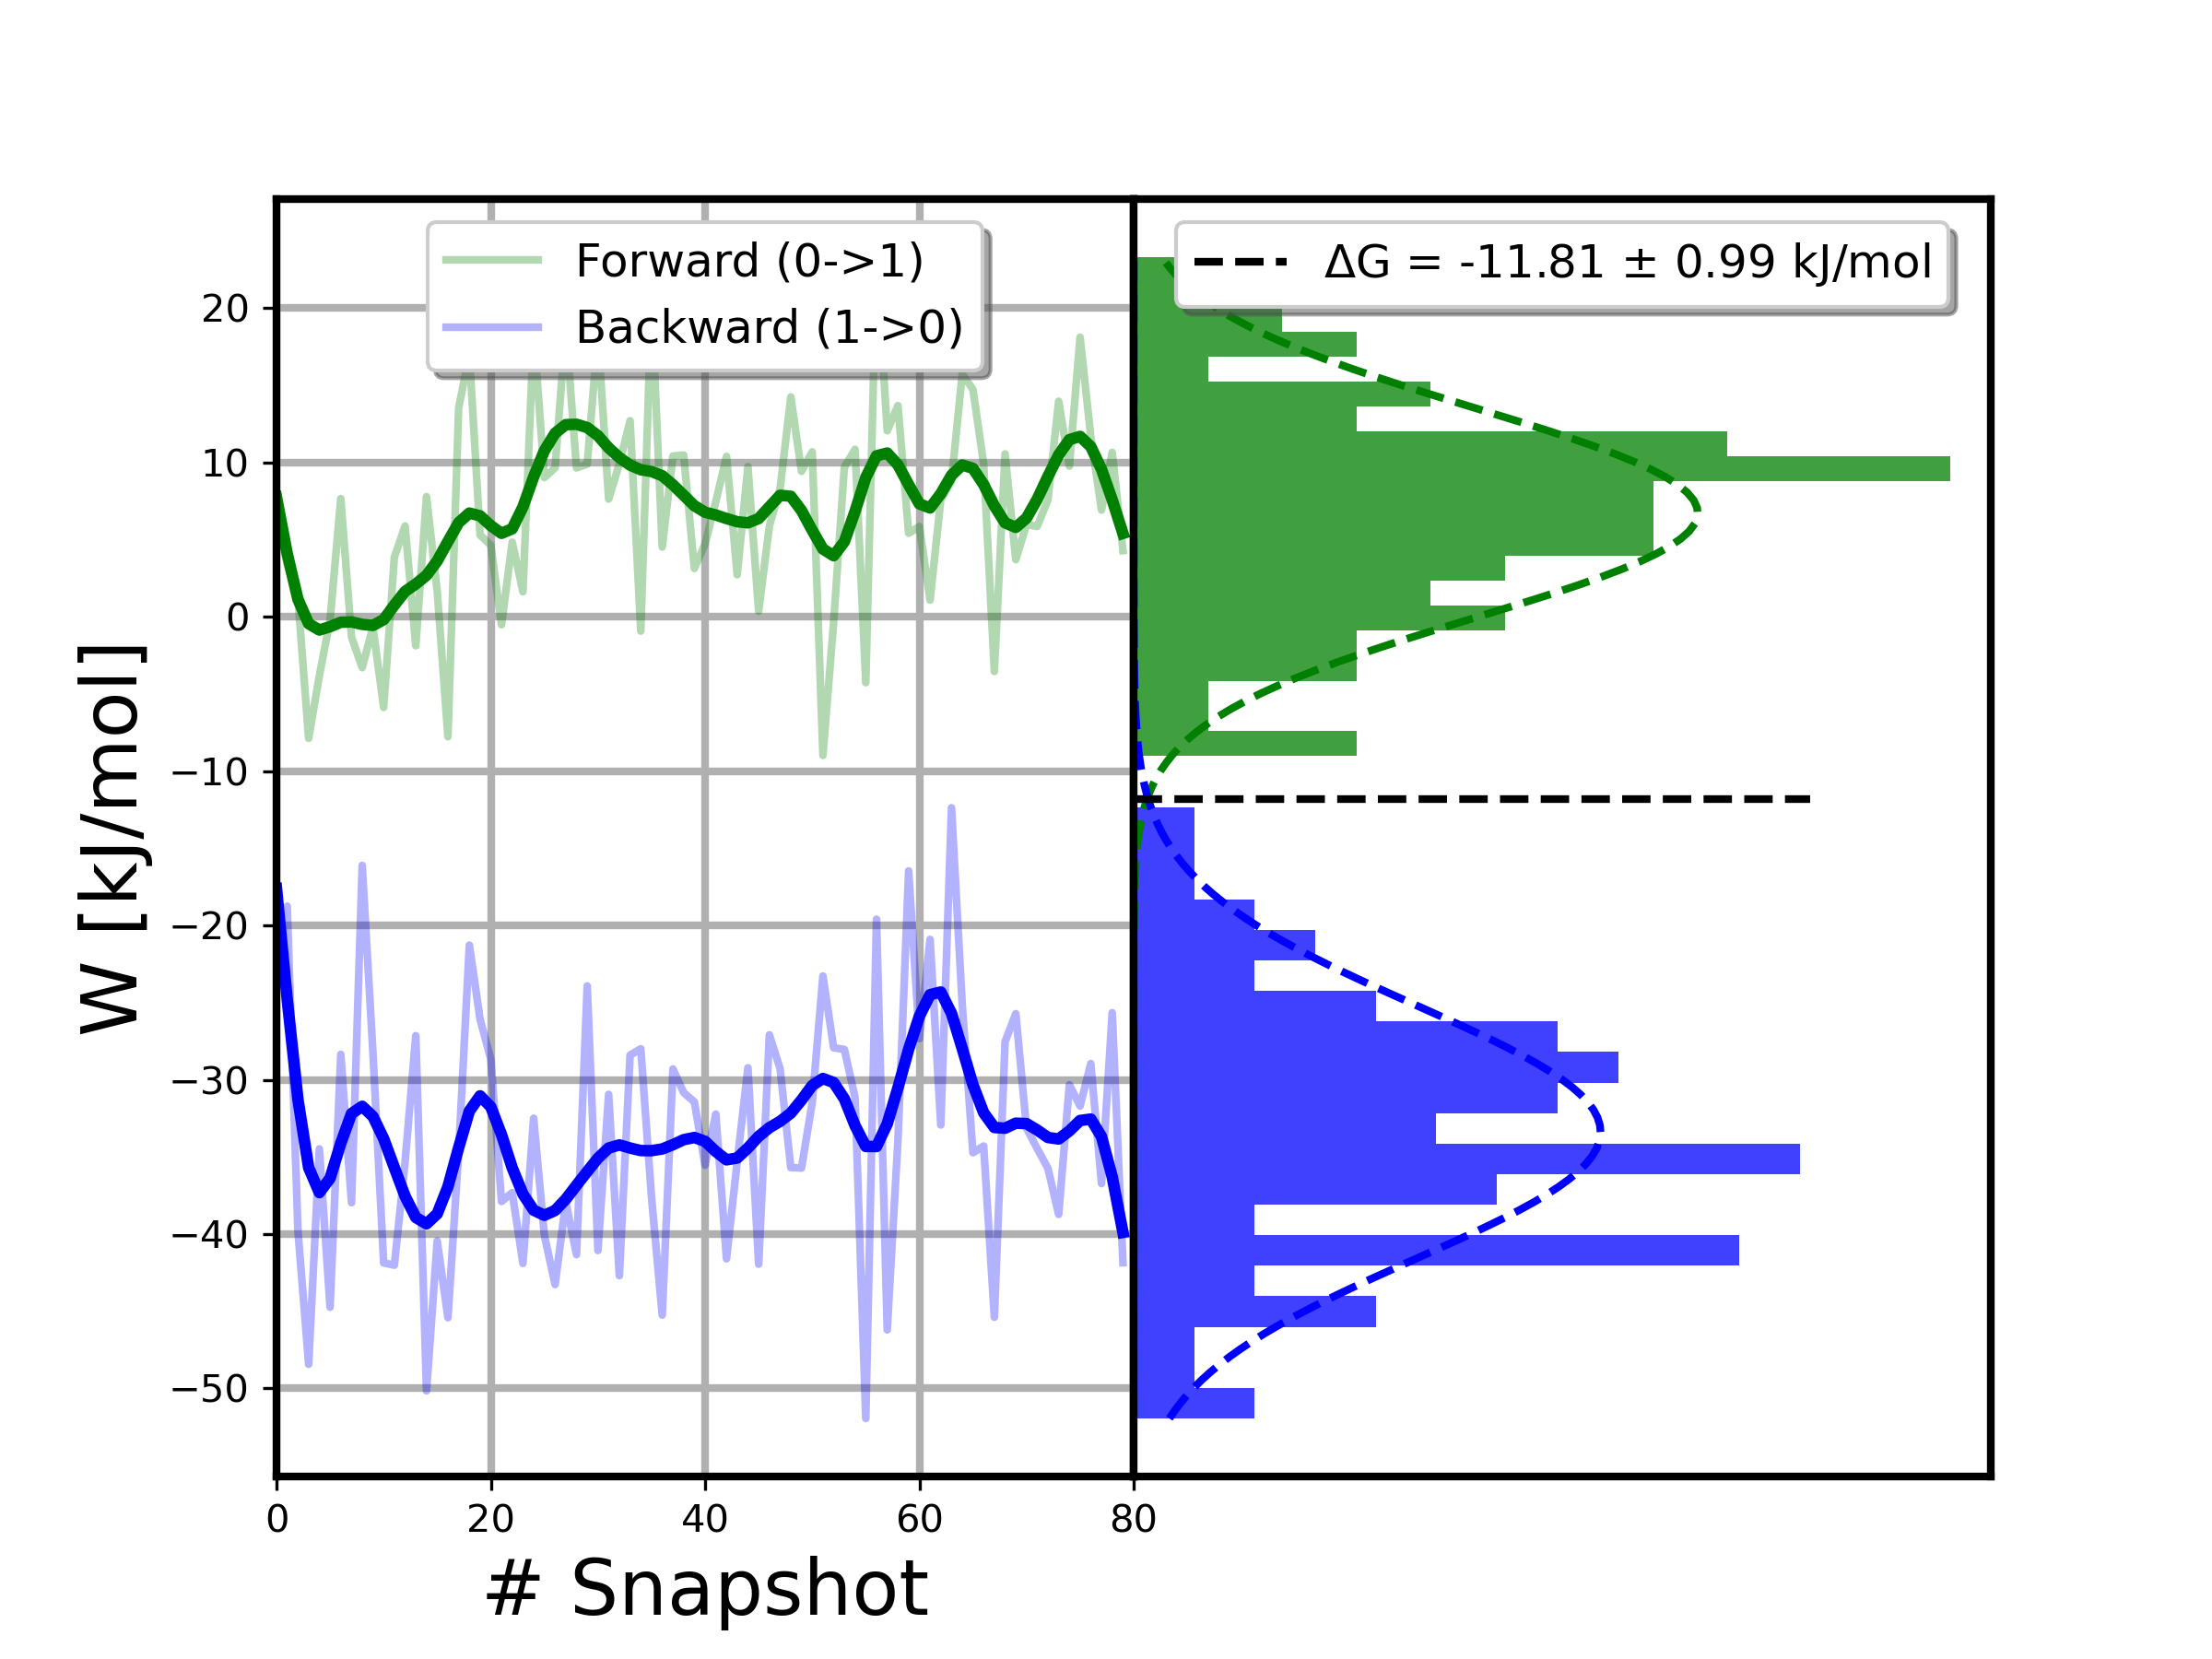 Forward (0->1)
Backward (1->0)
ΔG = -11.81 ± 0.99 kJ/mol
20
10
0
−10
−20
−30
−40
−50
W [kJ/mol]
0 20 40 60 80
# Snapshot